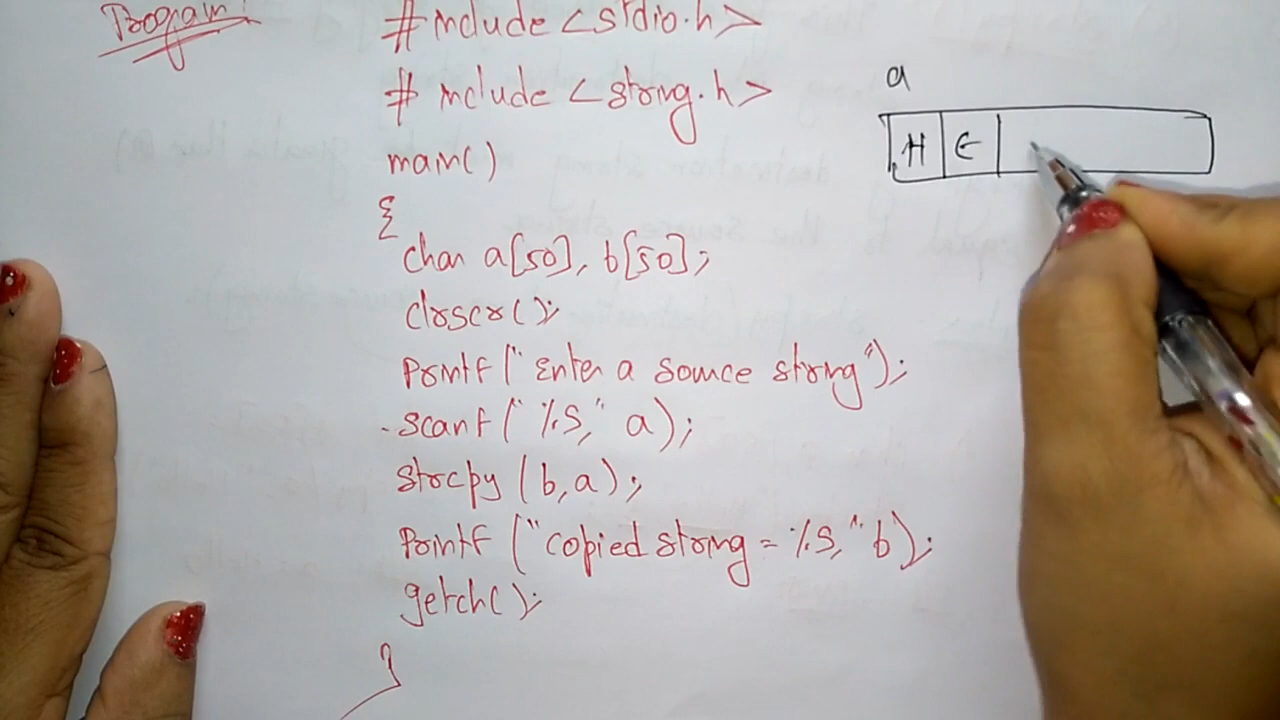 Program:
#include <stdio.h>
#include <string.h>
main()
{
char a[50], b[50];
clrscr();
Printf("Enter a source string");
scanf("%s," a);
strcpy(b,a);
Printf("copied string = %s," b);
getch();
}
a
H E